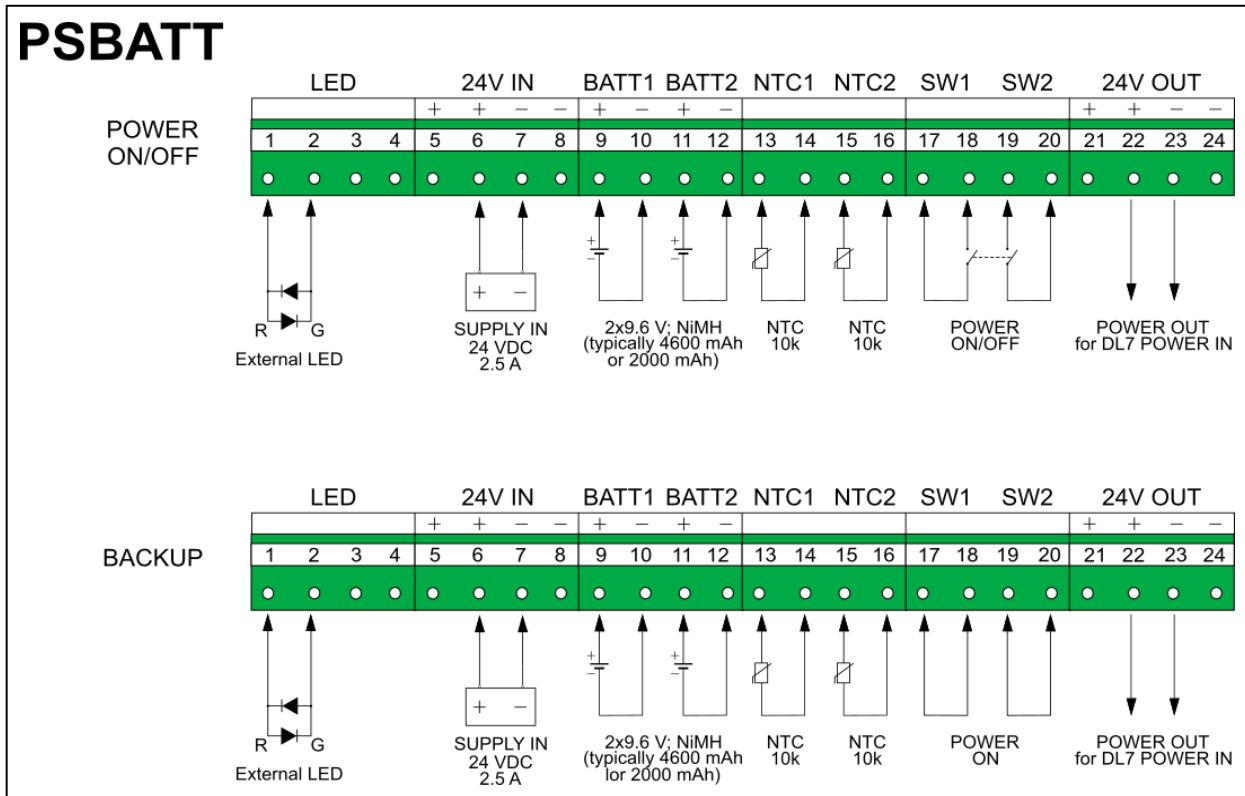 PSBATT
LED 24V IN BATT1 BATT2 NTC1 NTC2 SW1 SW2 24V OUT
+ + − − + − + − + + − −
POWER
ON/OFF
1 2 3 4 5 6 7 8 9 10 11 12 13 14 15 16 17 18 19 20 21 22 23 24
+ − + −
+ −
R G
External LED
SUPPLY IN
24 VDC
2.5 A
2x9.6 V; NiMH
(typically 4600 mAh
or 2000 mAh)
NTC
10k
NTC
10k
POWER
ON/OFF
POWER OUT
for DL7 POWER IN
LED 24V IN BATT1 BATT2 NTC1 NTC2 SW1 SW2 24V OUT
+ + − − + − + − + + − −
BACKUP
1 2 3 4 5 6 7 8 9 10 11 12 13 14 15 16 17 18 19 20 21 22 23 24
+ − + −
+ −
R G
External LED
SUPPLY IN
24 VDC
2.5 A
2x9.6 V; NiMH
(typically 4600 mAh
lor 2000 mAh)
NTC
10k
NTC
10k
POWER
ON
POWER OUT
for DL7 POWER IN